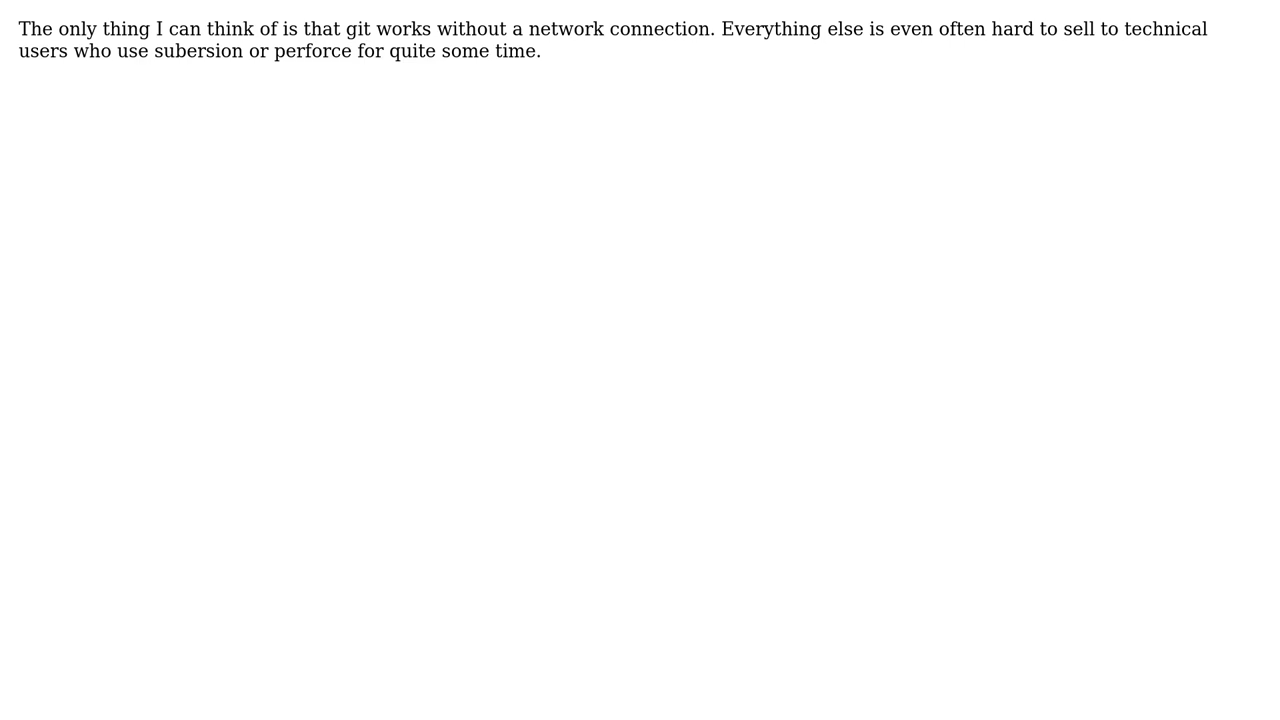 The only thing I can think of is that git works without a network connection. Everything else is even often hard to sell to technical
users who use subersion or perforce for quite some time.